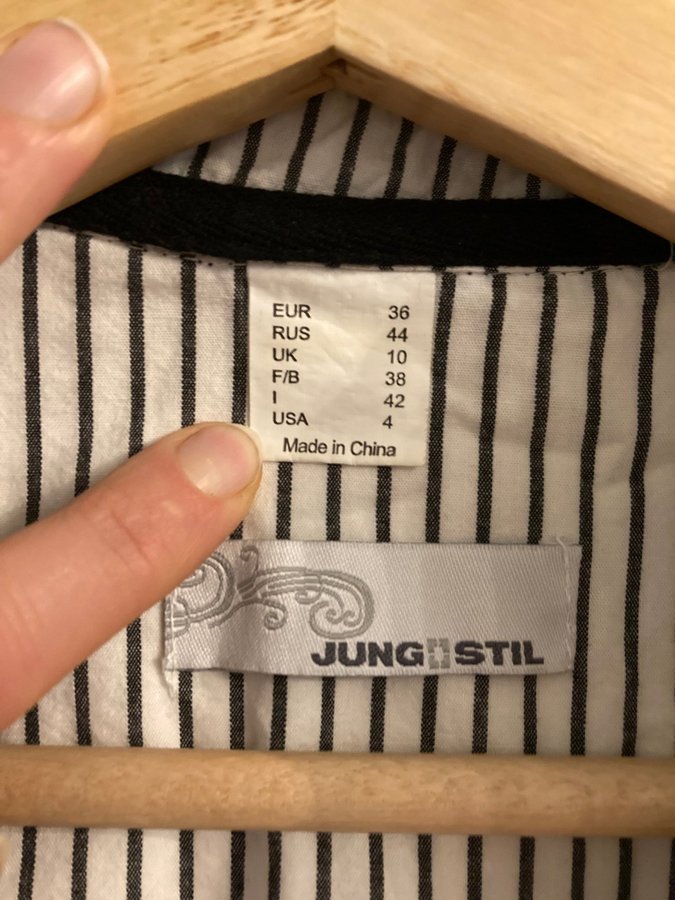 EUR 36
RUS 44
UK 10
F/B 38
I 42
USA 4
Made in China
JUNG STIL